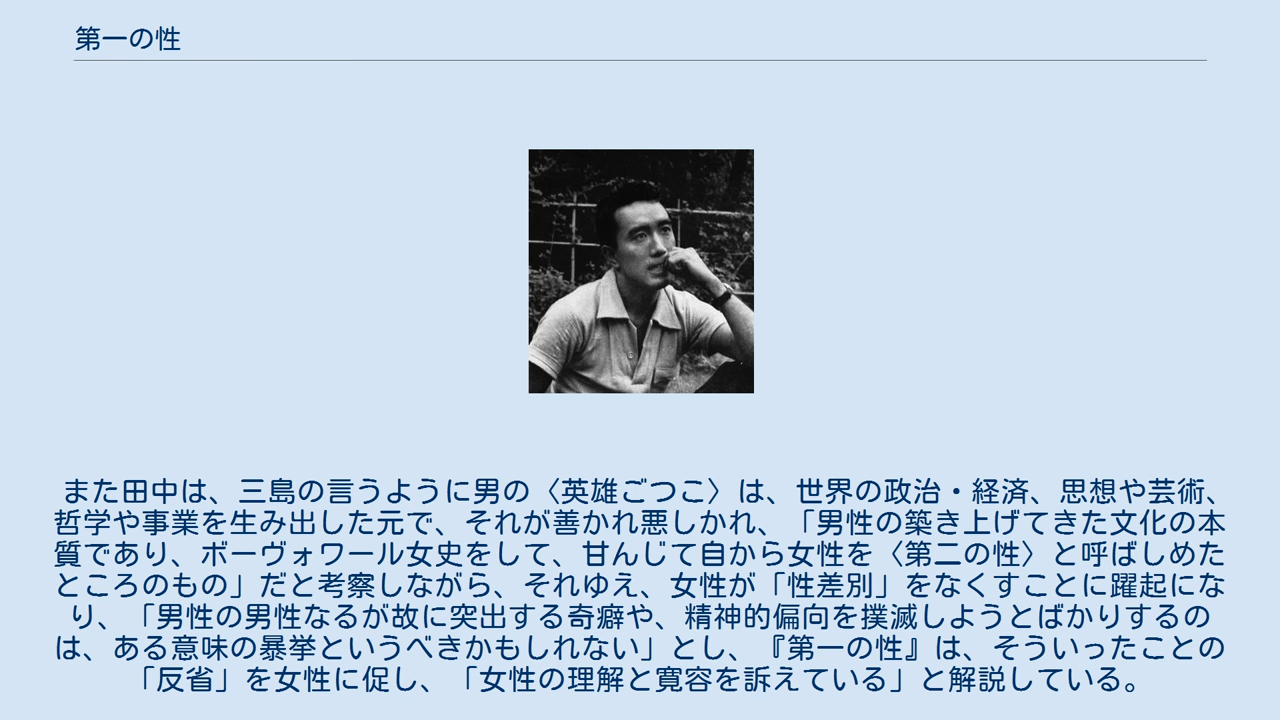 第一の性
また田中は、三島の言うように男の〈英雄ごつこ〉は、世界の政治・経済、思想や芸術、
哲学や事業を生み出した元で、それが善かれ悪しかれ、「男性の築き上げてきた文化の本
質であり、ボーヴォワール女史をして、甘んじて自から女性を〈第二の性〉と呼ばしめた
ところのもの」だと考察しながら、それゆえ、女性が「性差別」をなくすことに躍起にな
り、「男性の男性なるが故に突出する奇癖や、精神的偏向を撲滅しようとばかりするの
は、ある意味の暴挙というべきかもしれない」とし、『第一の性』は、そういったことの
「反省」を女性に促し、「女性の理解と寛容を訴えている」と解説している。